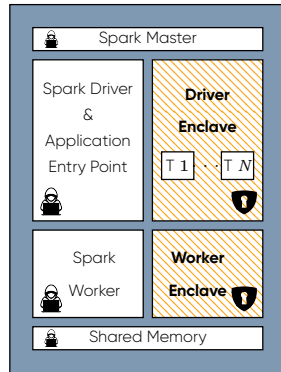 Spark Master
Spark Driver
&
Application
Entry Point
Driver
Enclave
T 1 · · T N
Spark
Worker
Worker
Enclave
Shared Memory